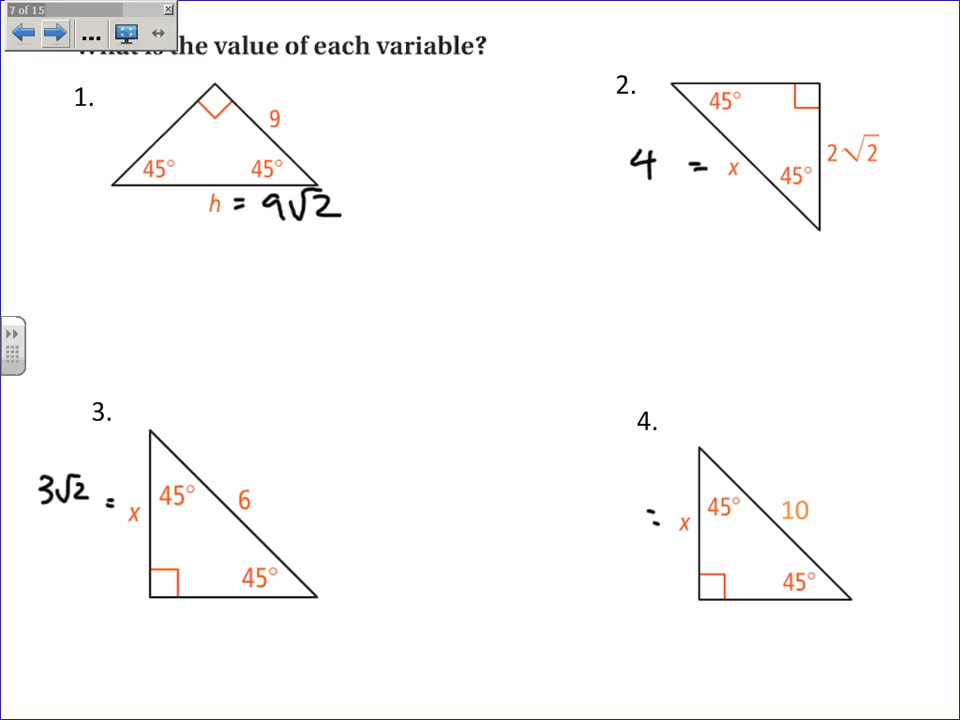 7 of 15
What is the value of each variable?
1.
9
45°
45°
h = 9√2
2.
45°
2√2
4 = x
45°
3.
3√2 = x
45°
6
45°
4.
= x
45°
10
45°